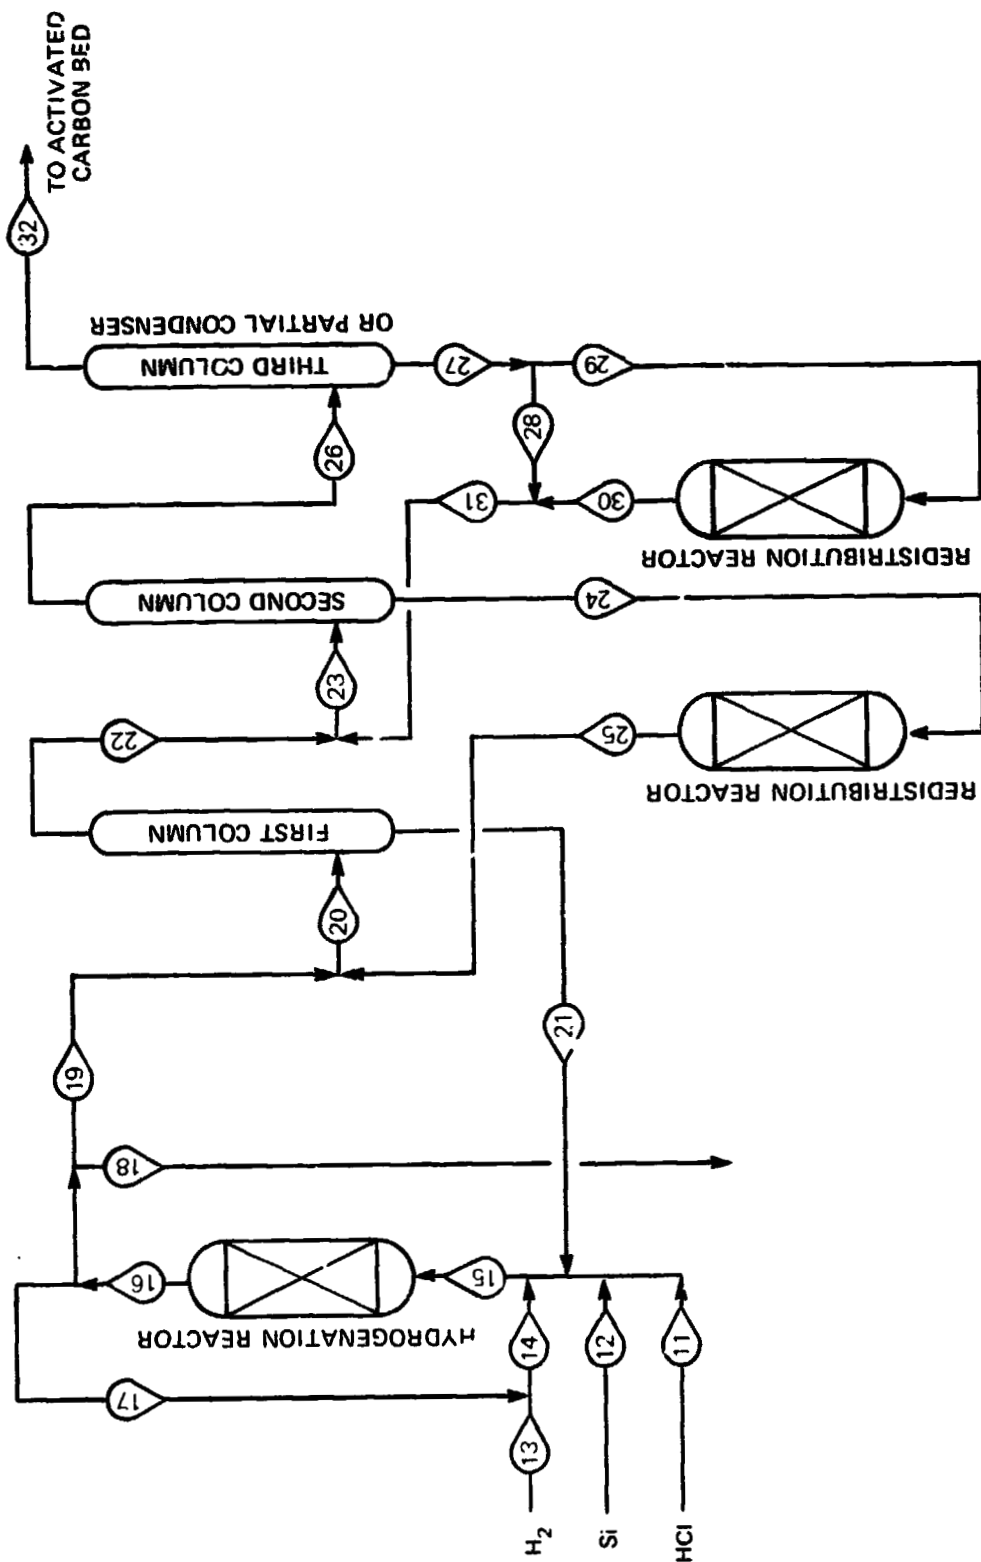 TO ACTIVATED
CARBON BED
32
THIRD COLUMN
OR PARTIAL CONDENSER
26
27
28
29
31
30
REDISTRIBUTION REACTOR
SECOND COLUMN
23
24
22
25
REDISTRIBUTION REACTOR
FIRST COLUMN
20
21
19
18
16
15
HYDROGENATION REACTOR
17
14
12
11
13
H2
Si
HCl